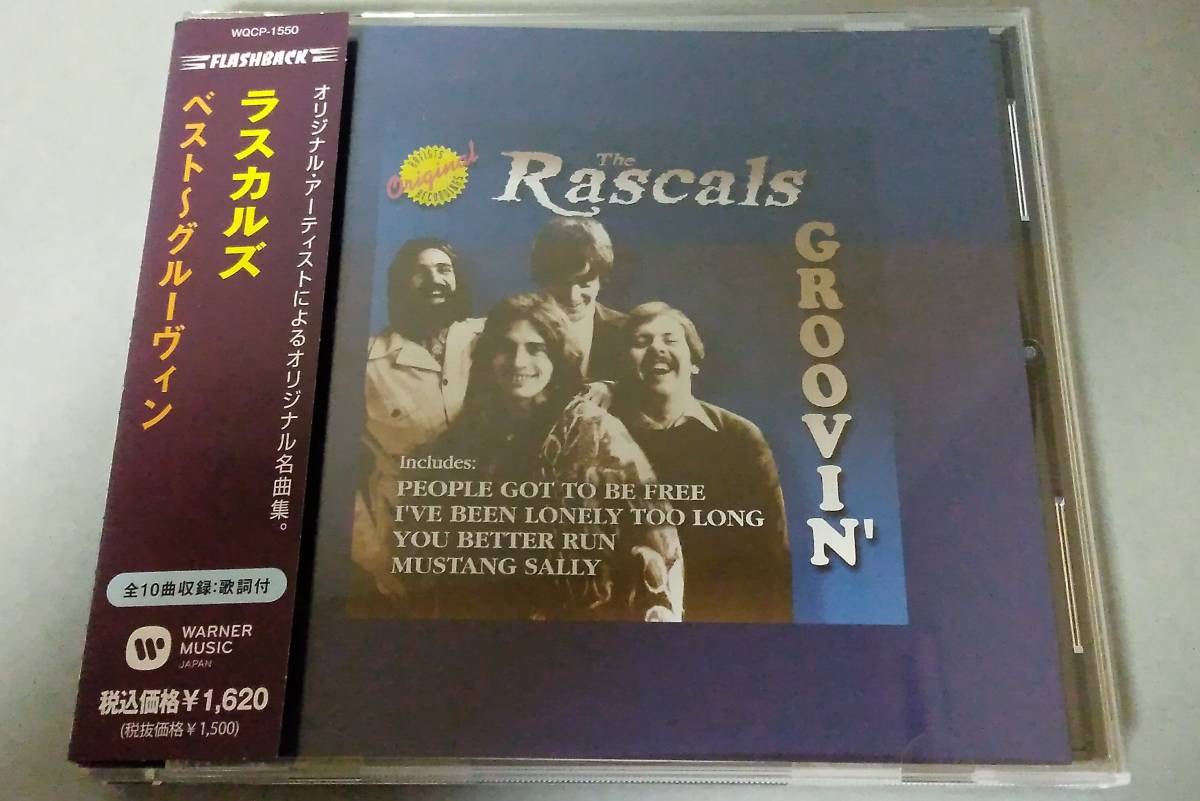 WQCP-1550
FLASHBACK
オリジナル・アーティストによるオリジナル名曲集。
ラスカルズ
ベスト～グルーヴィン
全10曲収録:歌詞付
WARNER
MUSIC
JAPAN
税込価格￥1,620
(税抜価格￥1,500)
ARTISTS
Original
RECORDINGS
The
Rascals
GROOVIN'
Includes:
PEOPLE GOT TO BE FREE
I'VE BEEN LONELY TOO LONG
YOU BETTER RUN
MUSTANG SALLY